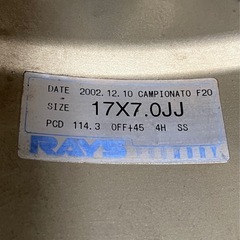 DATE 2002.12.10 CAMPIONATO F20
SIZE 17X7.0JJ
PCD 114.3 OFF+45 4H SS
RAYS